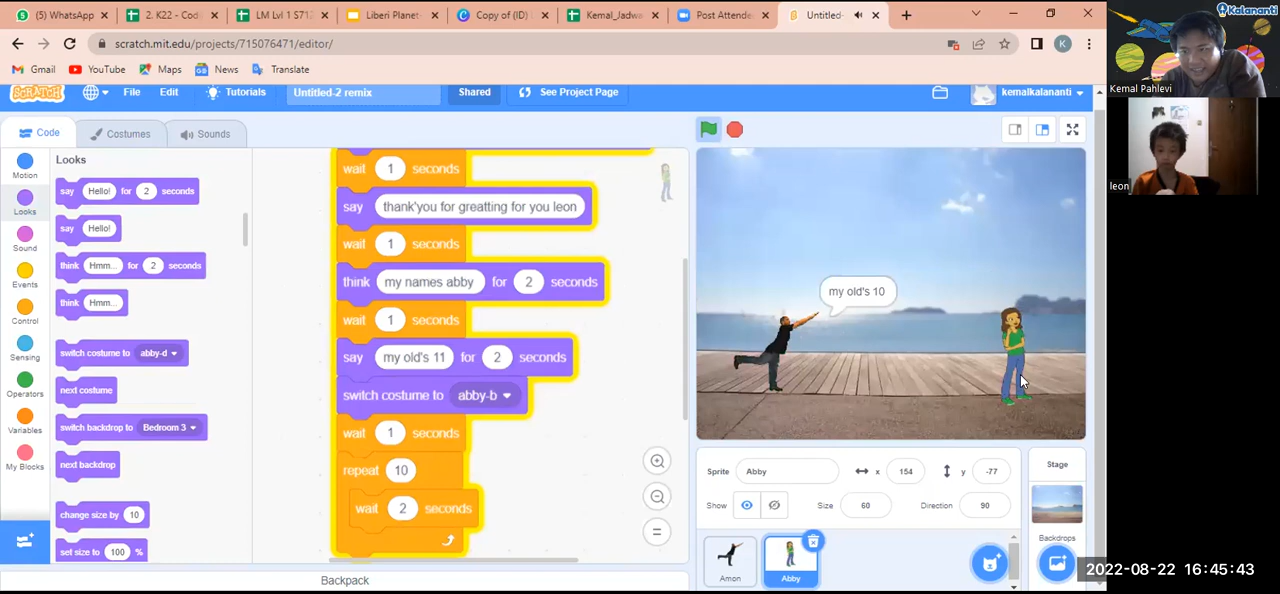 WhatsApp
2. K22 - Codi
LM Lvl 1 S712
Liberi Planet
Copy of (ID)
Kemal_Jadwa
Post Attende
Untitled-
scratch.mit.edu/projects/715076471/editor/
K
Gmail
YouTube
Maps
News
Translate
SCRATCH
File
Edit
Tutorials
Untitled-2 remix
Shared
See Project Page
kemalkalananti
Code
Costumes
Sounds
Motion
Looks
Sound
Events
Control
Sensing
Operators
Variables
My Blocks
Looks
say Hello! for 2 seconds
say Hello!
think Hmm... for 2 seconds
think Hmm...
switch costume to abby-d
next costume
switch backdrop to Bedroom 3
next backdrop
change size by 10
set size to 100 %
wait 1 seconds
say thank'you for greatting for you leon
wait 1 seconds
think my names abby for 2 seconds
wait 1 seconds
say my old's 11 for 2 seconds
switch costume to abby-b
wait 1 seconds
repeat 10
wait 2 seconds
my old's 10
Sprite Abby x 154 y -77
Show Size 60 Direction 90
Amon
Abby
Stage
Backdrops
Backpack
Kalananti
Kemal Pahlevi
leon
2022-08-22 16:45:43